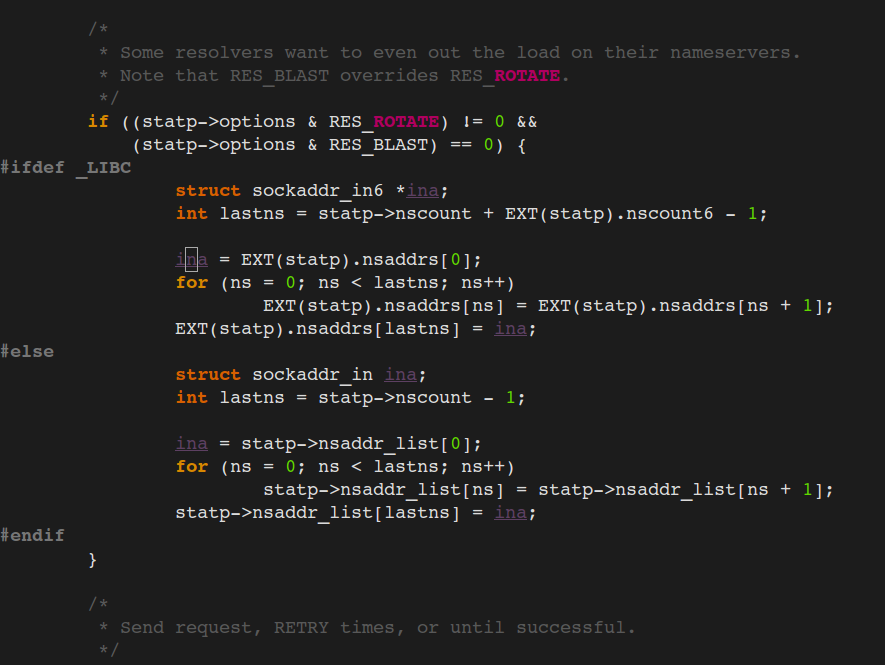 /*
 * Some resolvers want to even out the load on their nameservers.
 * Note that RES_BLAST overrides RES_ROTATE.
 */
if ((statp->options & RES_ROTATE) != 0 &&
    (statp->options & RES_BLAST) == 0) {
#ifdef _LIBC
struct sockaddr_in6 *ina;
int lastns = statp->nscount + EXT(statp).nscount6 - 1;
ina = EXT(statp).nsaddrs[0];
for (ns = 0; ns < lastns; ns++)
EXT(statp).nsaddrs[ns] = EXT(statp).nsaddrs[ns + 1];
EXT(statp).nsaddrs[lastns] = ina;
#else
struct sockaddr_in ina;
int lastns = statp->nscount - 1;
ina = statp->nsaddr_list[0];
for (ns = 0; ns < lastns; ns++)
statp->nsaddr_list[ns] = statp->nsaddr_list[ns + 1];
statp->nsaddr_list[lastns] = ina;
#endif
}
/*
 * Send request, RETRY times, or until successful.
 */